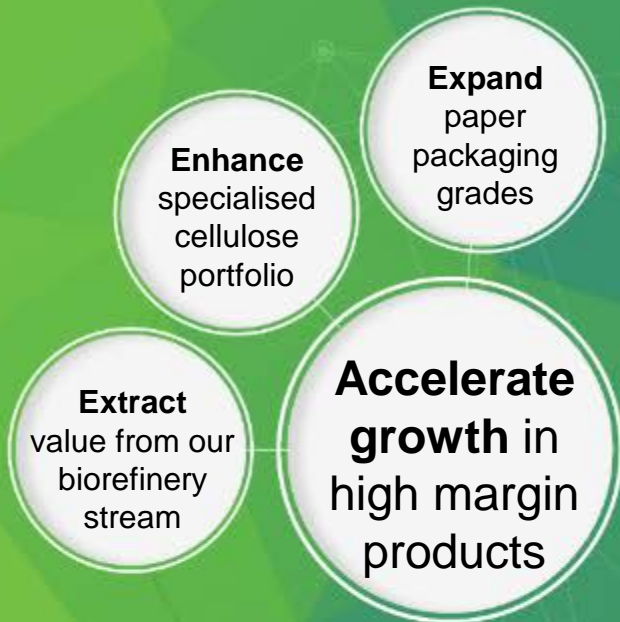 Expand
paper
packaging
grades
Enhance
specialised
cellulose
portfolio
Extract
value from our
biorefinery
stream
Accelerate
growth in
high margin
products